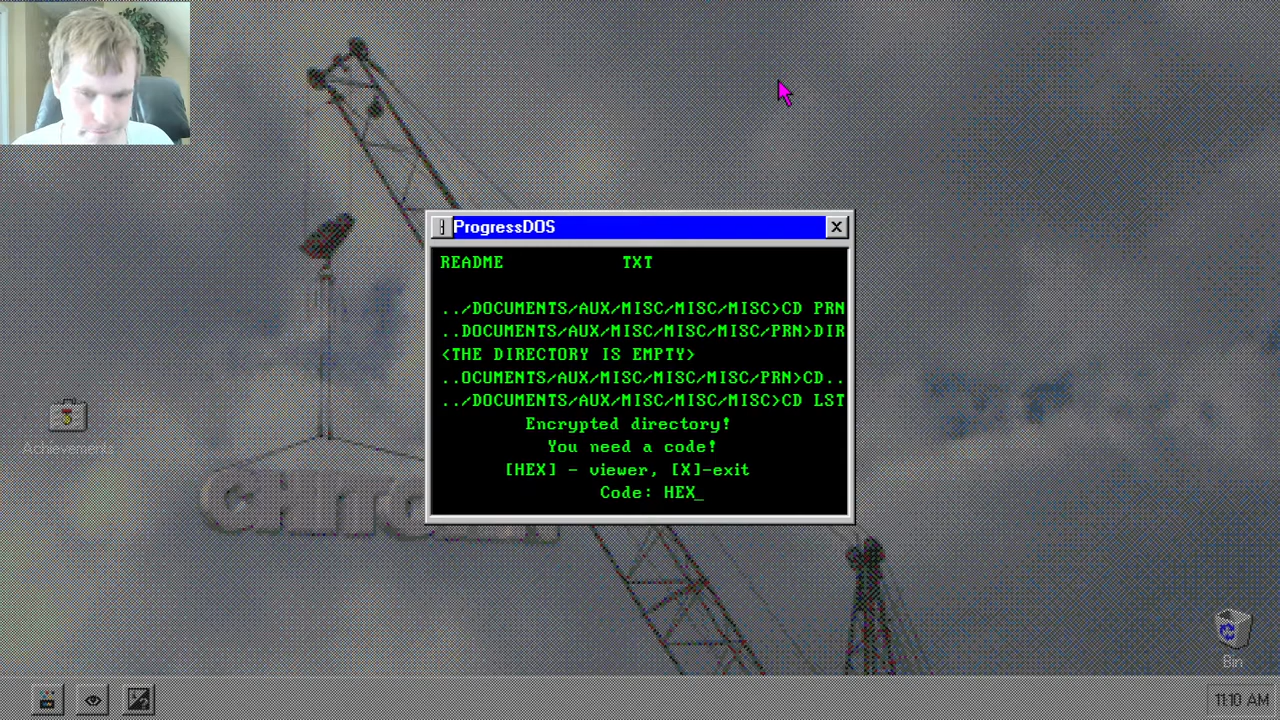 ProgressDOS
README TXT
../DOCUMENTS/AUX/MISC/MISC/MISC>CD PRN
..DOCUMENTS/AUX/MISC/MISC/MISC/PRN>DIR
<THE DIRECTORY IS EMPTY>
..OCUMENTS/AUX/MISC/MISC/MISC/PRN>CD..
../DOCUMENTS/AUX/MISC/MISC/MISC>CD LST
Encrypted directory!
You need a code!
[HEX] - viewer, [X]-exit
Code: HEX_
Achievements
Bin
11:10 AM